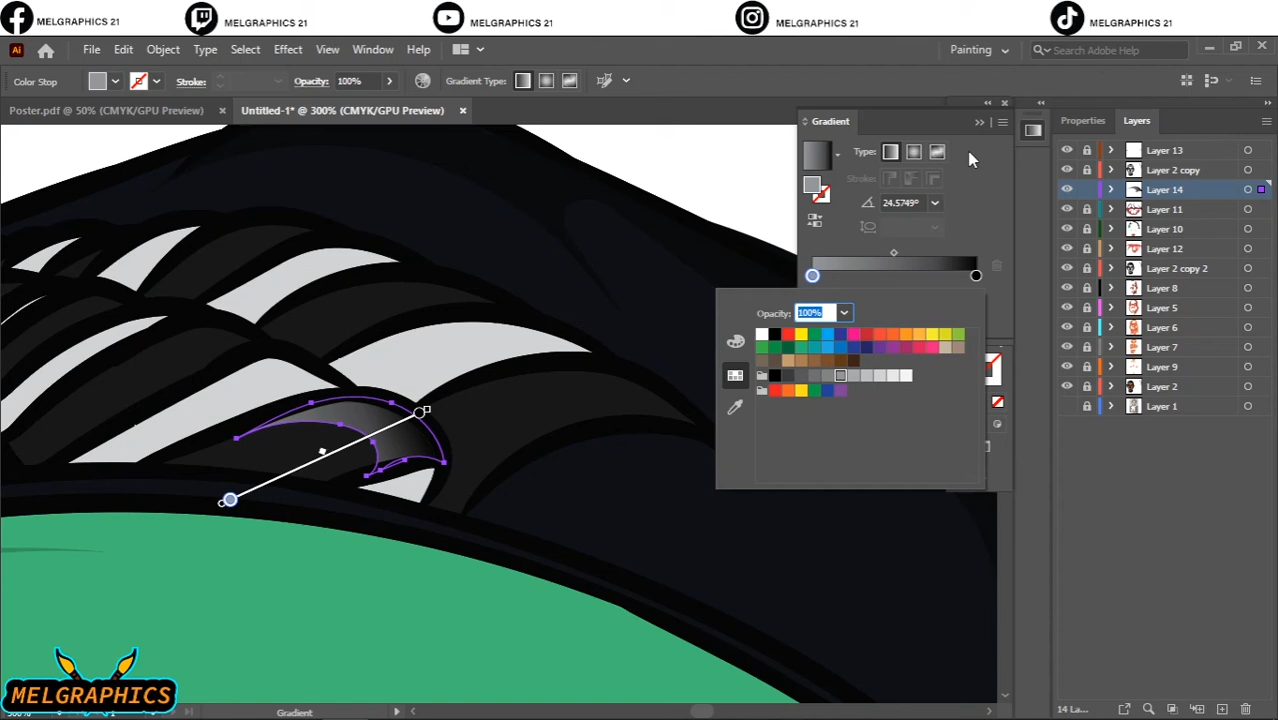 MELGRAPHICS 21 MELGRAPHICS 21 MELGRAPHICS 21 MELGRAPHICS 21 MELGRAPHICS 21
Ai File Edit Object Type Select Effect View Window Help Painting Search Adobe Help
Color Stop Stroke: Opacity: 100% Gradient Type:
Poster.pdf @ 50% (CMYK/GPU Preview) Untitled-1* @ 300% (CMYK/GPU Preview)
Gradient
Type:
Stroke:
24.5749°
Opacity: 100%
Properties Layers
Layer 13
Layer 2 copy
Layer 14
Layer 11
Layer 10
Layer 12
Layer 2 copy 2
Layer 8
Layer 5
Layer 6
Layer 7
Layer 9
Layer 2
Layer 1
MELGRAPHICS
Gradient
14 La...